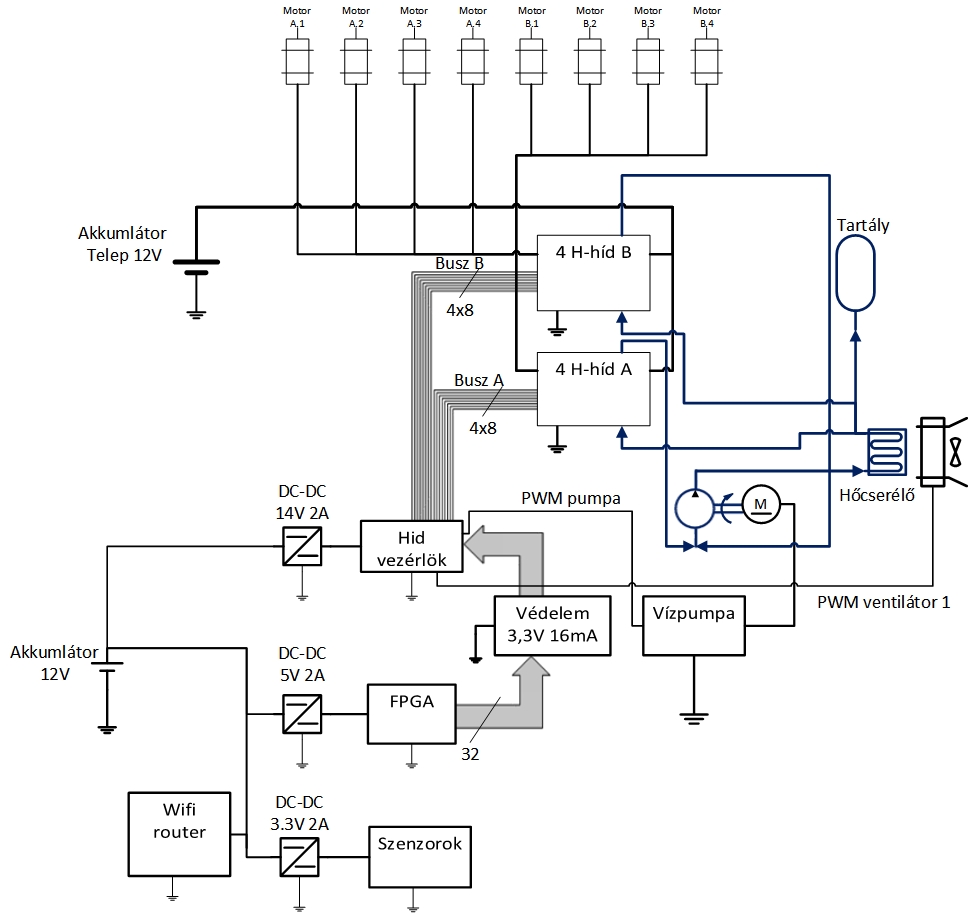 Motor
A.1
Motor
A.2
Motor
A.3
Motor
A.4
Motor
B.1
Motor
B.2
Motor
B.3
Motor
B.4
Akkumlátor
Telep 12V
Busz B
4x8
4 H-híd B
Tartály
Busz A
4x8
4 H-híd A
Hőcserélő
DC-DC
14V 2A
Hid
vezérlök
PWM pumpa
M
PWM ventilátor 1
Védelem
3,3V 16mA
Vízpumpa
Akkumlátor
12V
DC-DC
5V 2A
FPGA
32
Wifi
router
DC-DC
3.3V 2A
Szenzorok